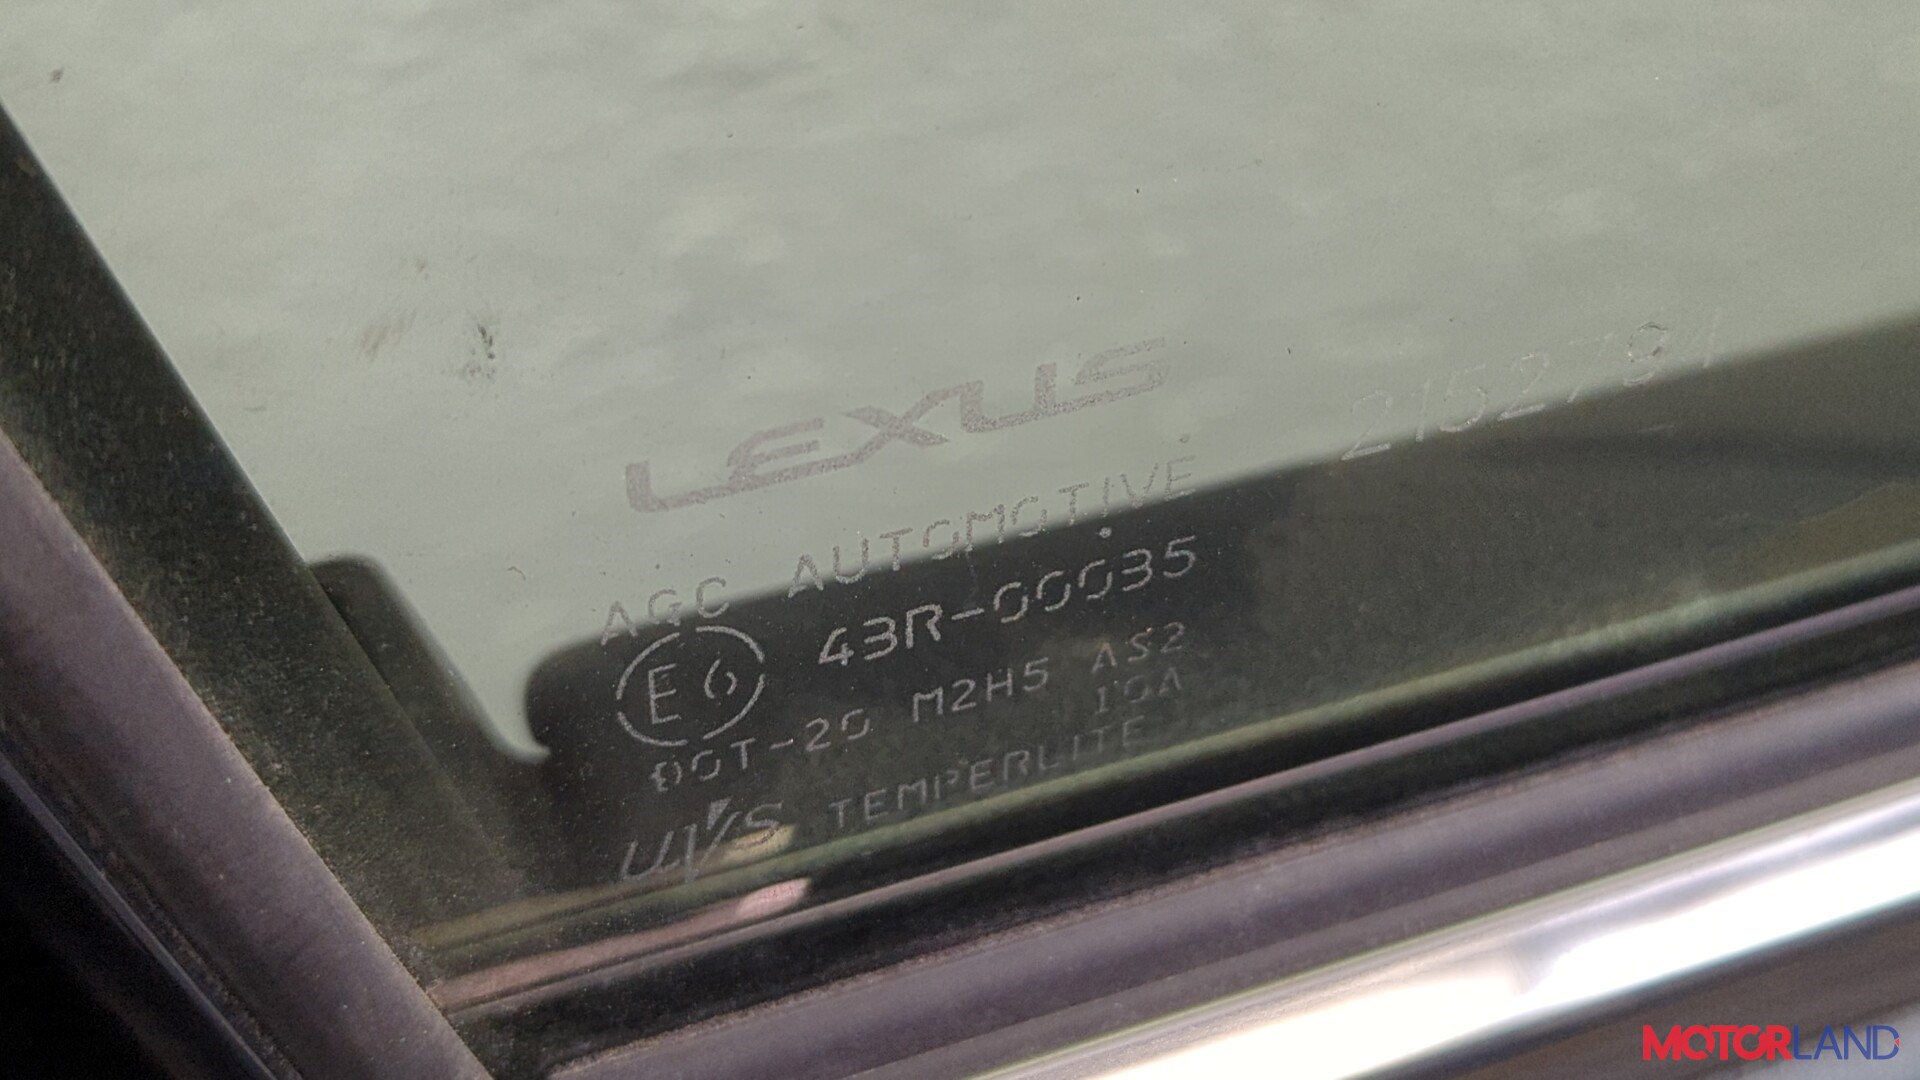 LEXUS
2152781
AGC AUTOMOTIVE
E6 43R-00035
DOT-20 M2H5 AS2
10A
UVS TEMPERLITE
MOTORLAND